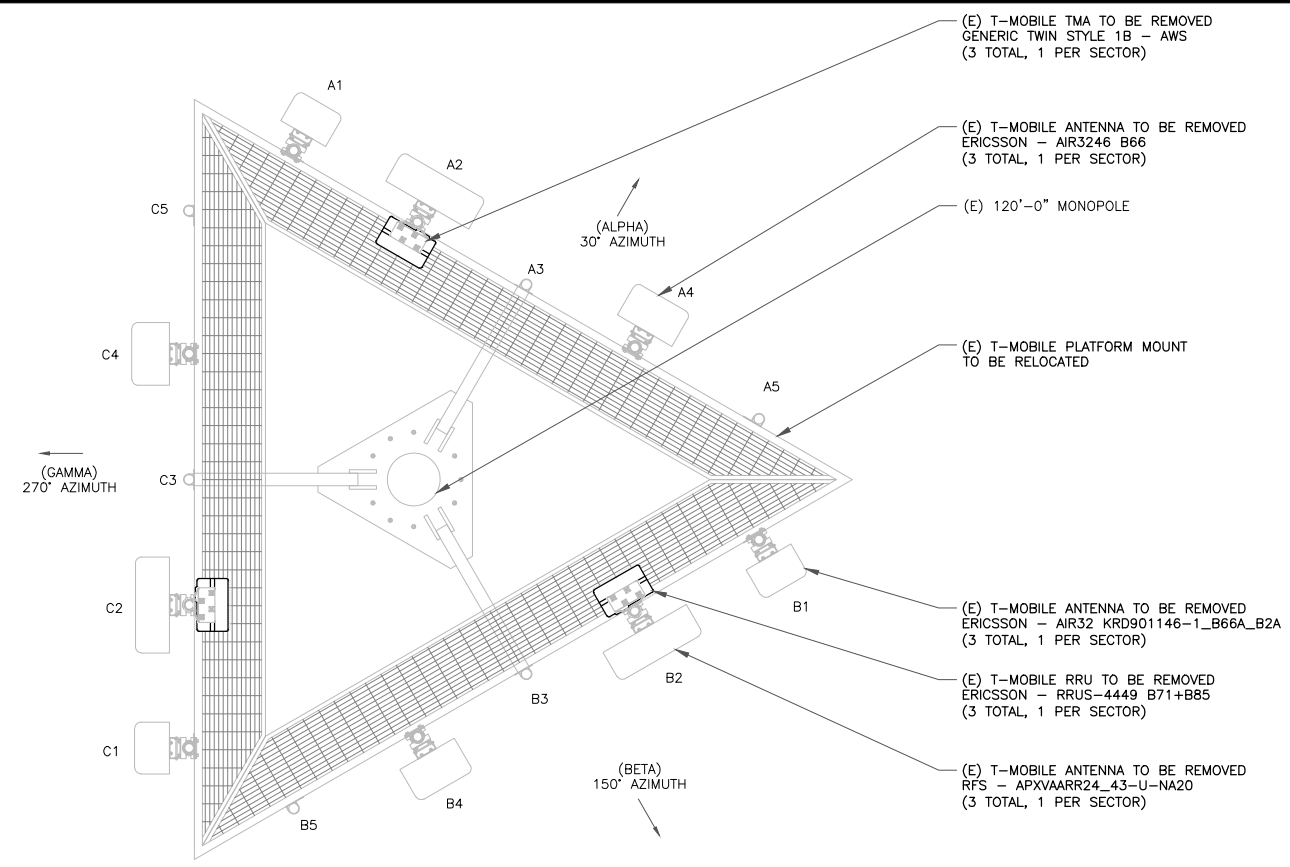 (E) T-MOBILE TMA TO BE REMOVED
GENERIC TWIN STYLE 1B - AWS
(3 TOTAL, 1 PER SECTOR)
A1
(E) T-MOBILE ANTENNA TO BE REMOVED
ERICSSON - AIR3246 B66
(3 TOTAL, 1 PER SECTOR)
A2
C5
(E) 120'-0" MONOPOLE
(ALPHA)
30° AZIMUTH
A3
A4
(E) T-MOBILE PLATFORM MOUNT
TO BE RELOCATED
C4
A5
(GAMMA)
270° AZIMUTH
C3
C2
B1
(E) T-MOBILE ANTENNA TO BE REMOVED
ERICSSON - AIR32 KRD901146-1_B66A_B2A
(3 TOTAL, 1 PER SECTOR)
B2
(E) T-MOBILE RRU TO BE REMOVED
ERICSSON - RRUS-4449 B71+B85
(3 TOTAL, 1 PER SECTOR)
B3
C1
(BETA)
150° AZIMUTH
(E) T-MOBILE ANTENNA TO BE REMOVED
RFS - APXVAARR24_43-U-NA20
(3 TOTAL, 1 PER SECTOR)
B4
B5